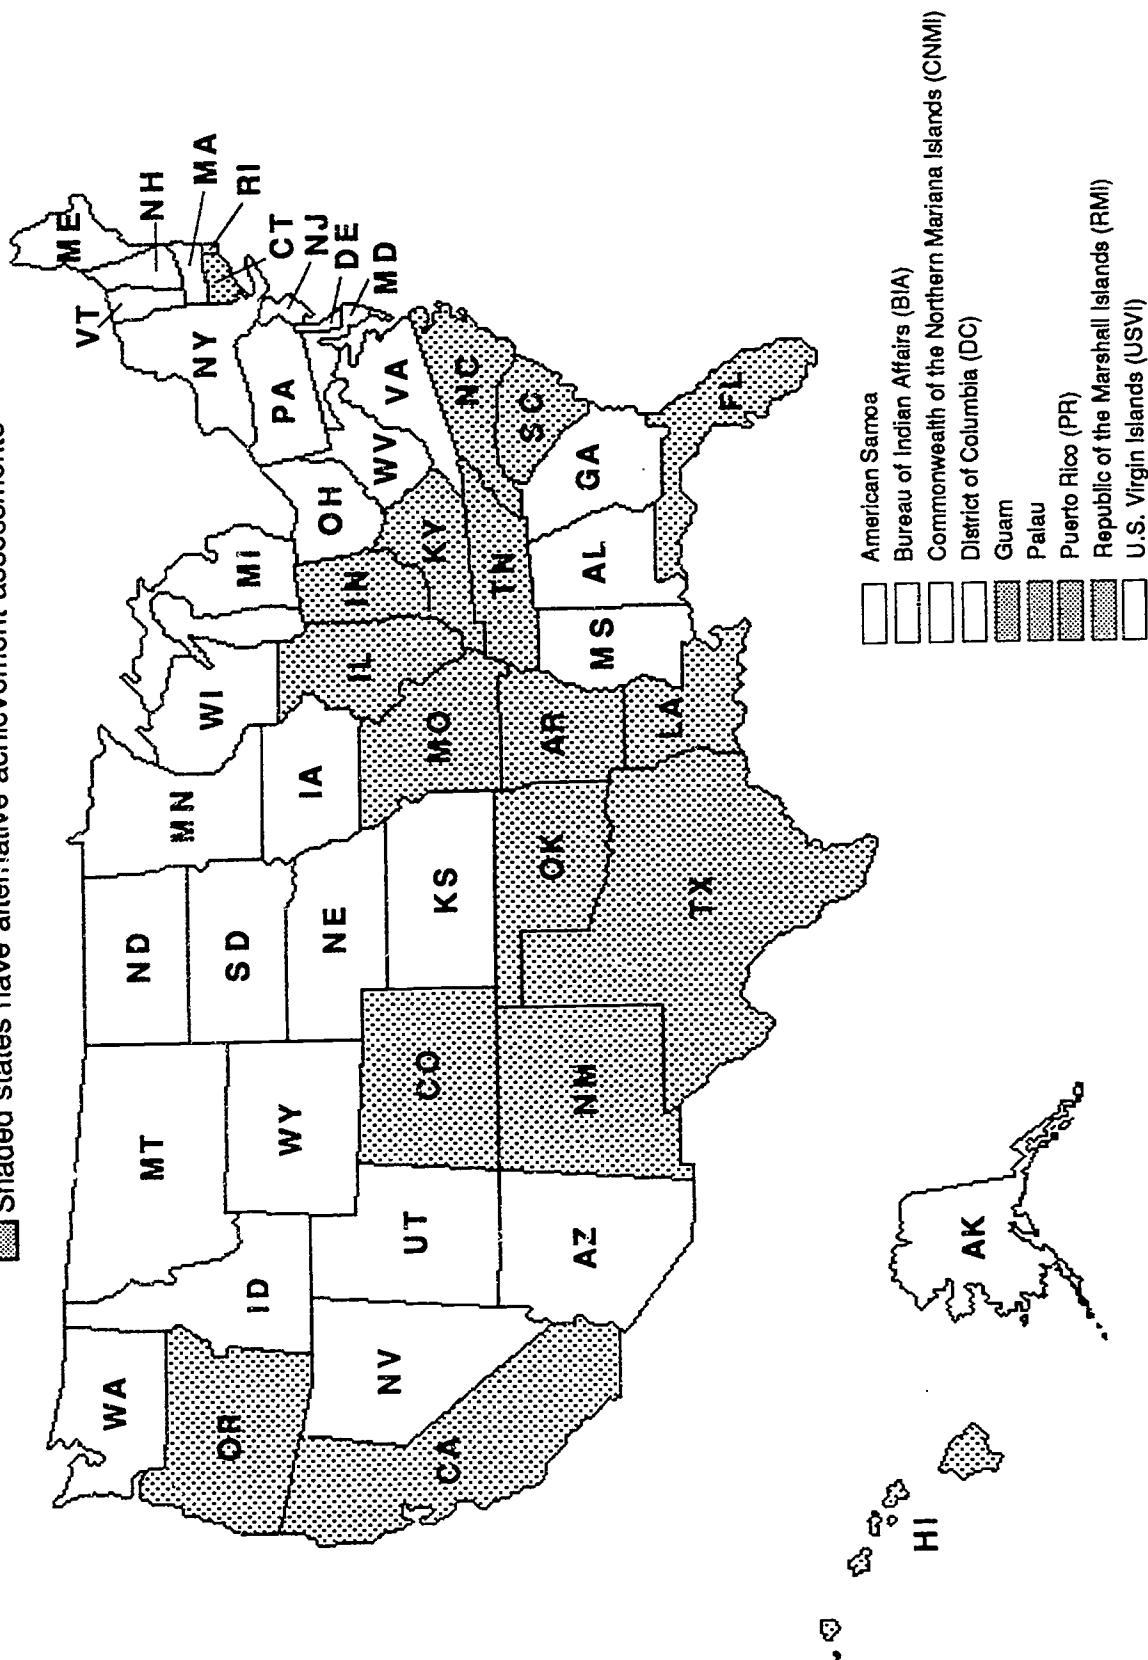 Shaded states have alternative achievement assessments
WA
OR
CA
NV
ID
MT
WY
UT
AZ
CO
NM
ND
SD
NE
KS
OK
TX
MN
IA
MO
AR
LA
WI
IL
MS
MI
IN
KY
TN
AL
OH
WV
VA
NC
SC
GA
FL
PA
NY
VT
ME
NH
MA
RI
CT
NJ
DE
MD
AK
HI
American Samoa
Bureau of Indian Affairs (BIA)
Commonwealth of the Northern Mariana Islands (CNMI)
District of Columbia (DC)
Guam
Palau
Puerto Rico (PR)
Republic of the Marshall Islands (RMI)
U.S. Virgin Islands (USVI)